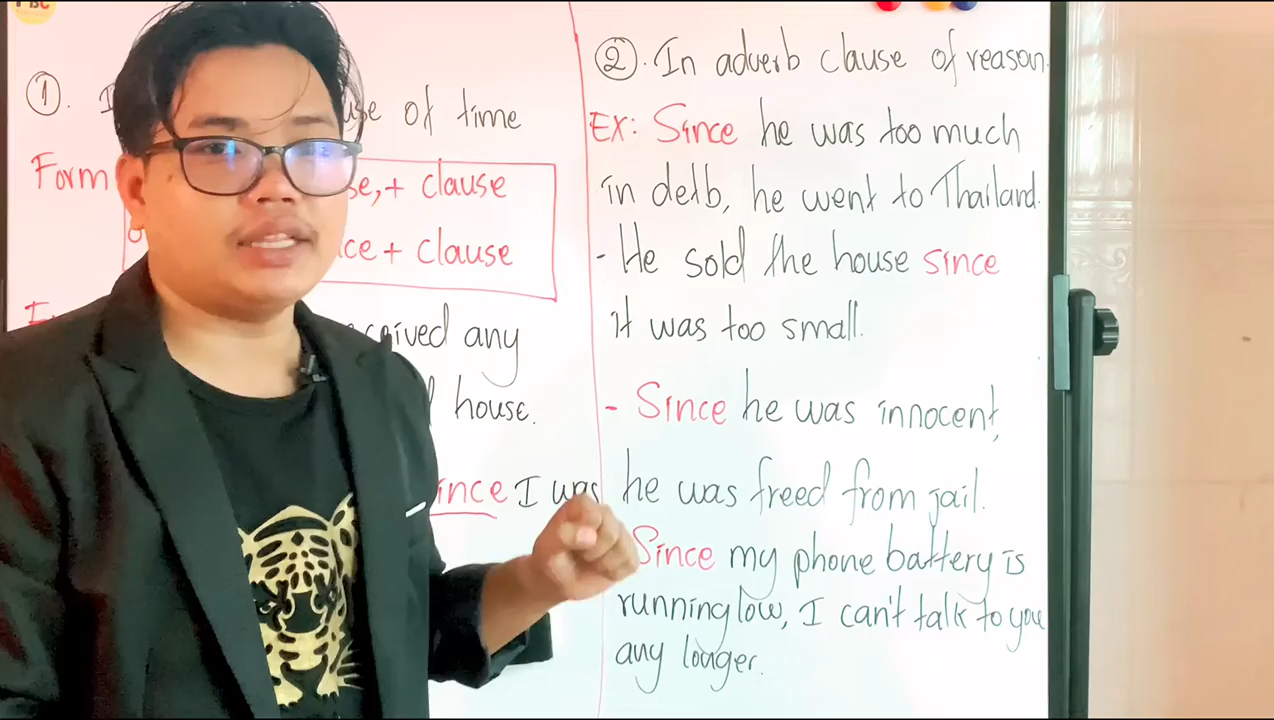 PBC
1. I
use of time
Form
se, + clause
ce + clause
Ex
ceived any
house.
ince I was
2. In adverb clause of reason.
EX: Since he was too much
in detb, he went to Thailand.
- He sold the house since
it was too small.
- Since he was innocent,
he was freed from jail.
Since my phone battery is
running low, I can't talk to you
any longer.